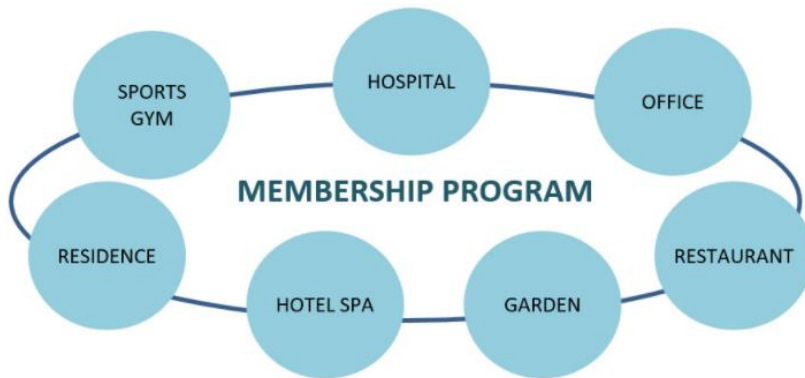 SPORTS
GYM
HOSPITAL
OFFICE
MEMBERSHIP PROGRAM
RESIDENCE
RESTAURANT
HOTEL SPA
GARDEN